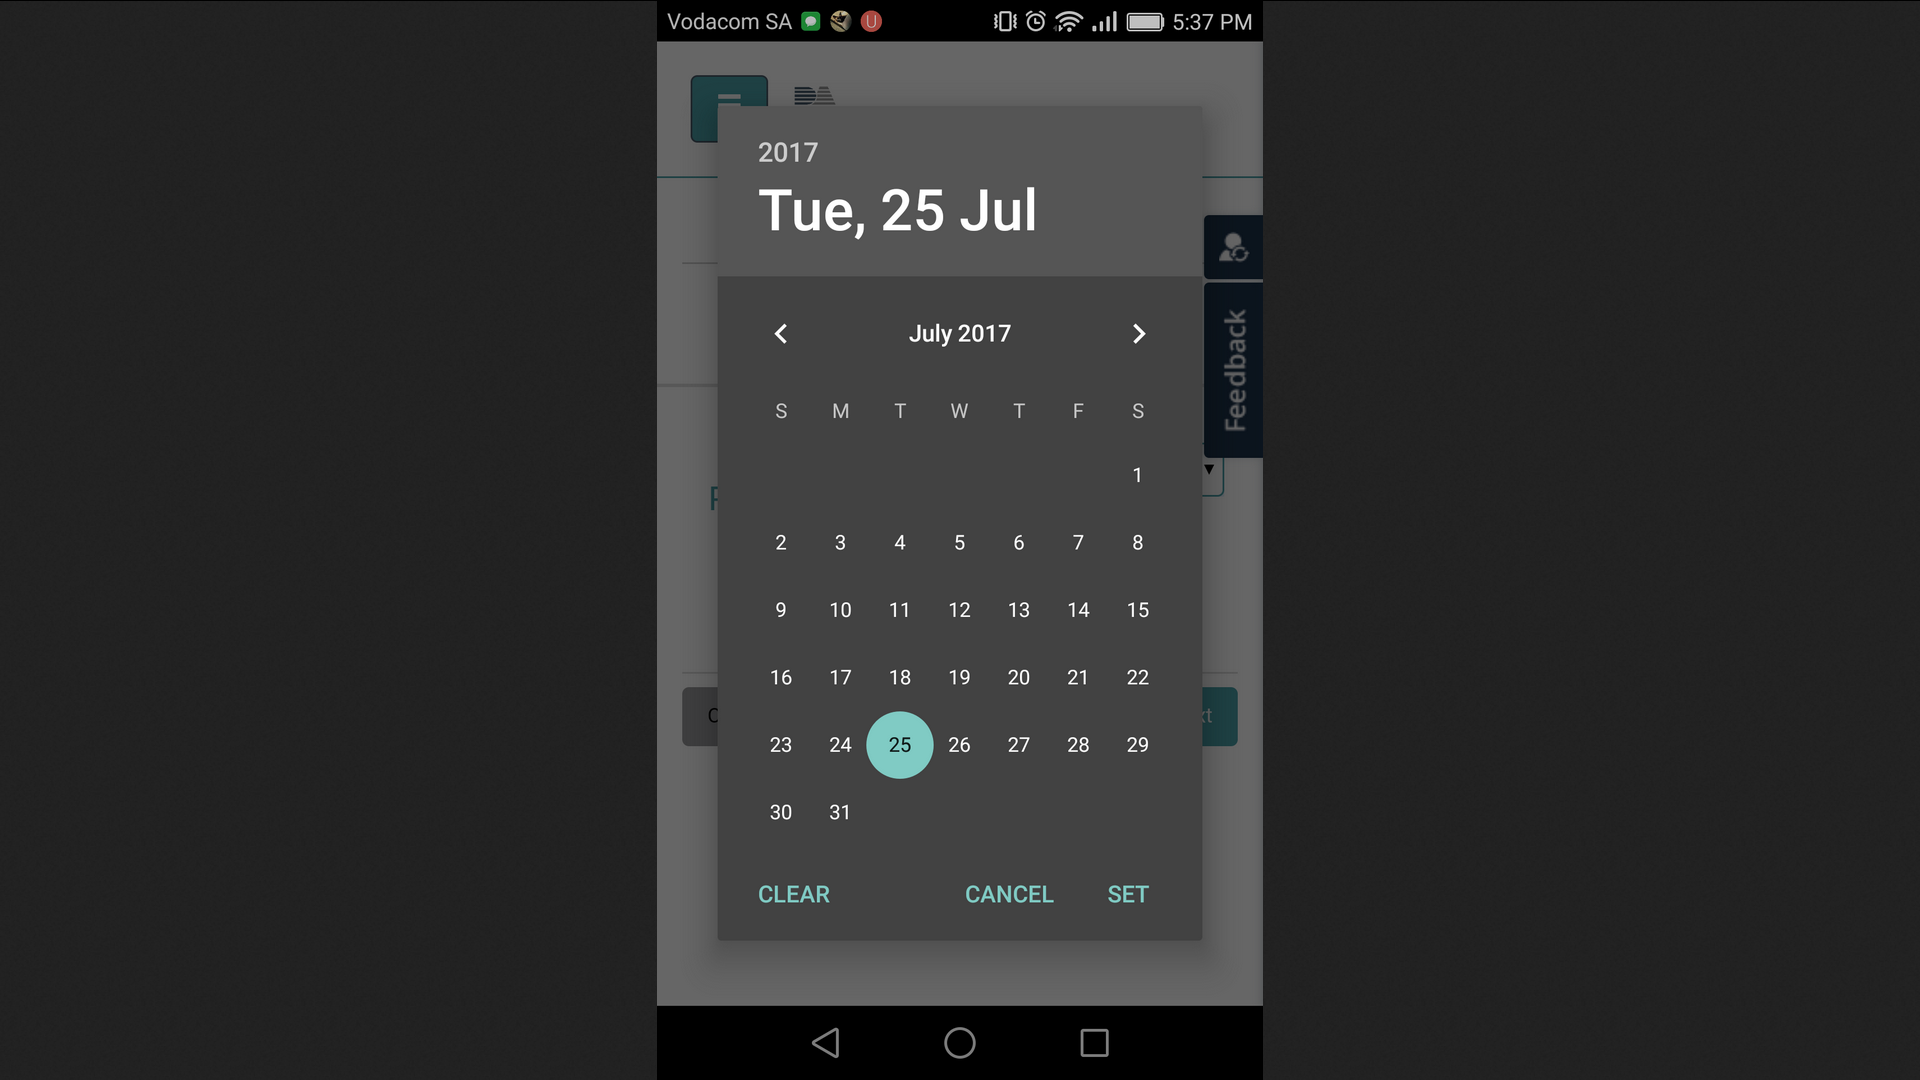 Vodacom SA U 5:37 PM
2017
Tue, 25 Jul
July 2017
S M T W T F S
1
2 3 4 5 6 7 8
9 10 11 12 13 14 15
16 17 18 19 20 21 22
23 24 25 26 27 28 29
30 31
CLEAR CANCEL SET
Feedback